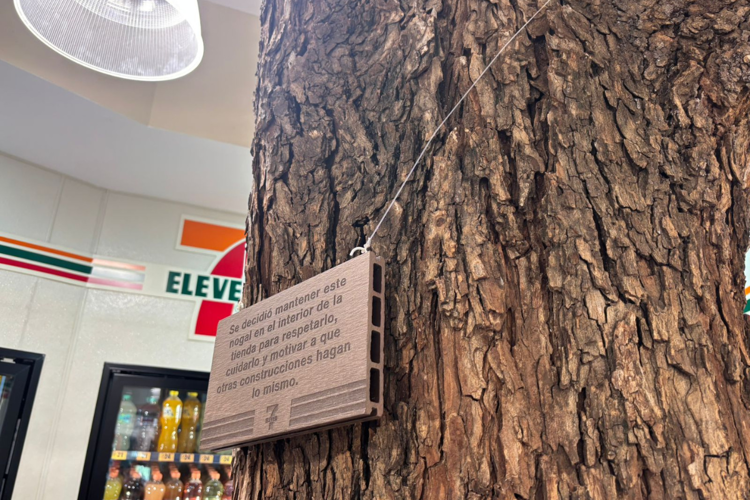 ELEVE
Se decidió mantener este
nogal en el interior de la
tienda para respetarlo,
cuidarlo y motivar a que
otras construcciones hagan
lo mismo.